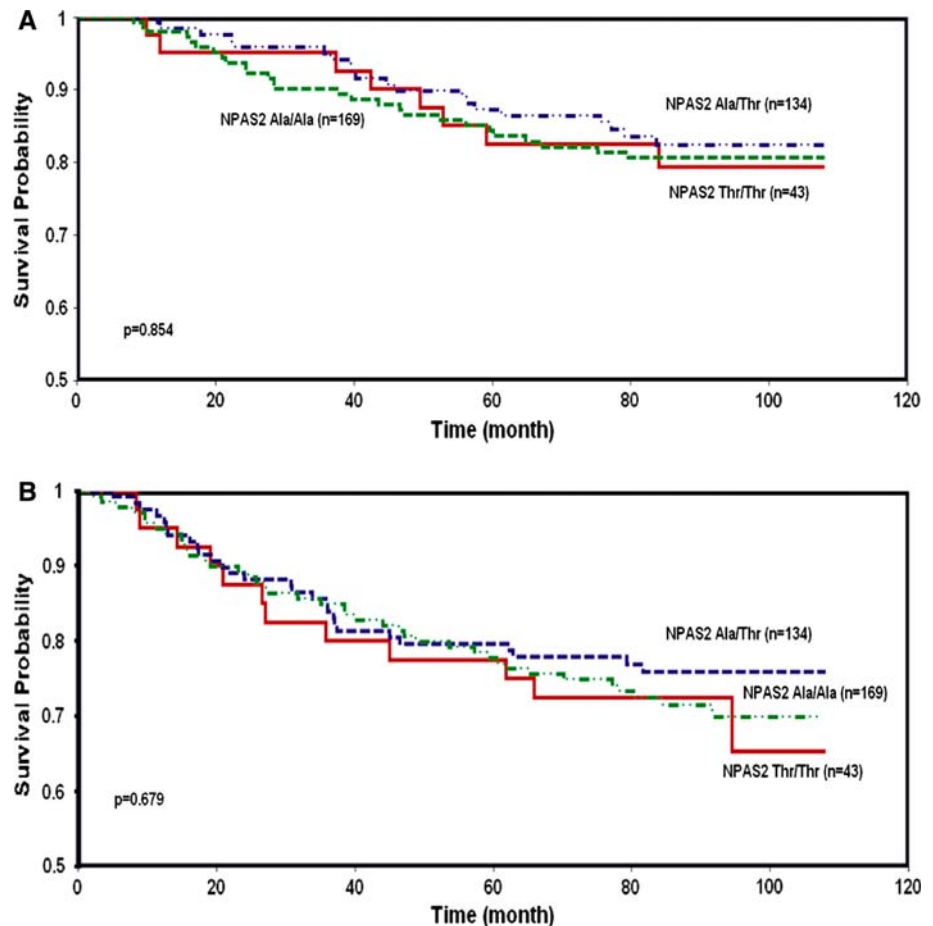 A
1
0.9
0.8
0.7
0.6
0.5
Survival Probability
NPAS2 Ala/Thr (n=134)
NPAS2 Ala/Ala (n=169)
NPAS2 Thr/Thr (n=43)
p=0.854
0 20 40 60 80 100 120
Time (month)
B
1
0.9
0.8
0.7
0.6
0.5
Survival Probability
NPAS2 Ala/Thr (n=134)
NPAS2 Ala/Ala (n=169)
NPAS2 Thr/Thr (n=43)
p=0.679
0 20 40 60 80 100 120
Time (month)